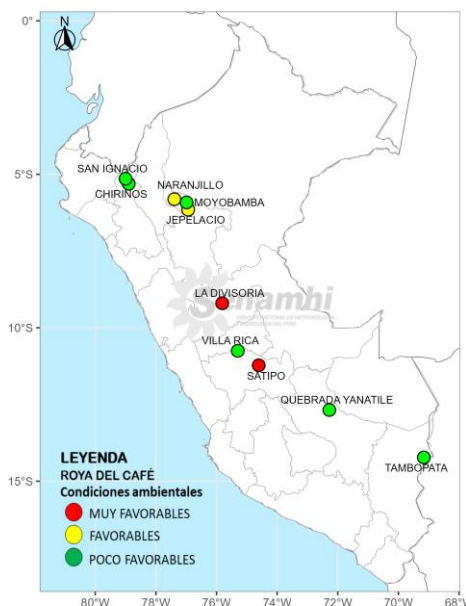 N
0°
5°S
10°S
15°S
SAN IGNACIO
CHIRINOS
NARANJILLO
MOYOBAMBA
JEPELACIO
LA DIVISORIA
Senamhi
VILLA RICA
SATIPO
QUEBRADA YANATILE
TAMBOPATA
LEYENDA
ROYA DEL CAFÉ
Condiciones ambientales
MUY FAVORABLES
FAVORABLES
POCO FAVORABLES
80°W 78°W 76°W 74°W 72°W 70°W 68°W